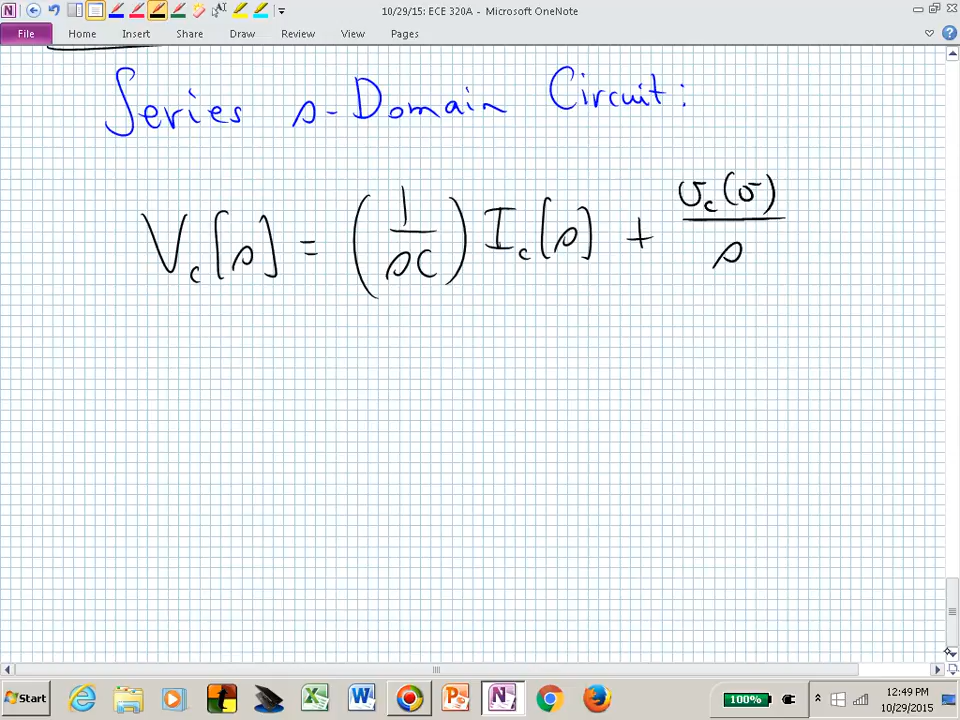 10/29/15: ECE 320A - Microsoft OneNote
File Home Insert Share Draw Review View Pages
Series s-Domain Circuit:
V_c[s] = (1/sC) I_c[s] + v_c(0⁻)/s
Start
100%
12:49 PM
10/29/2015